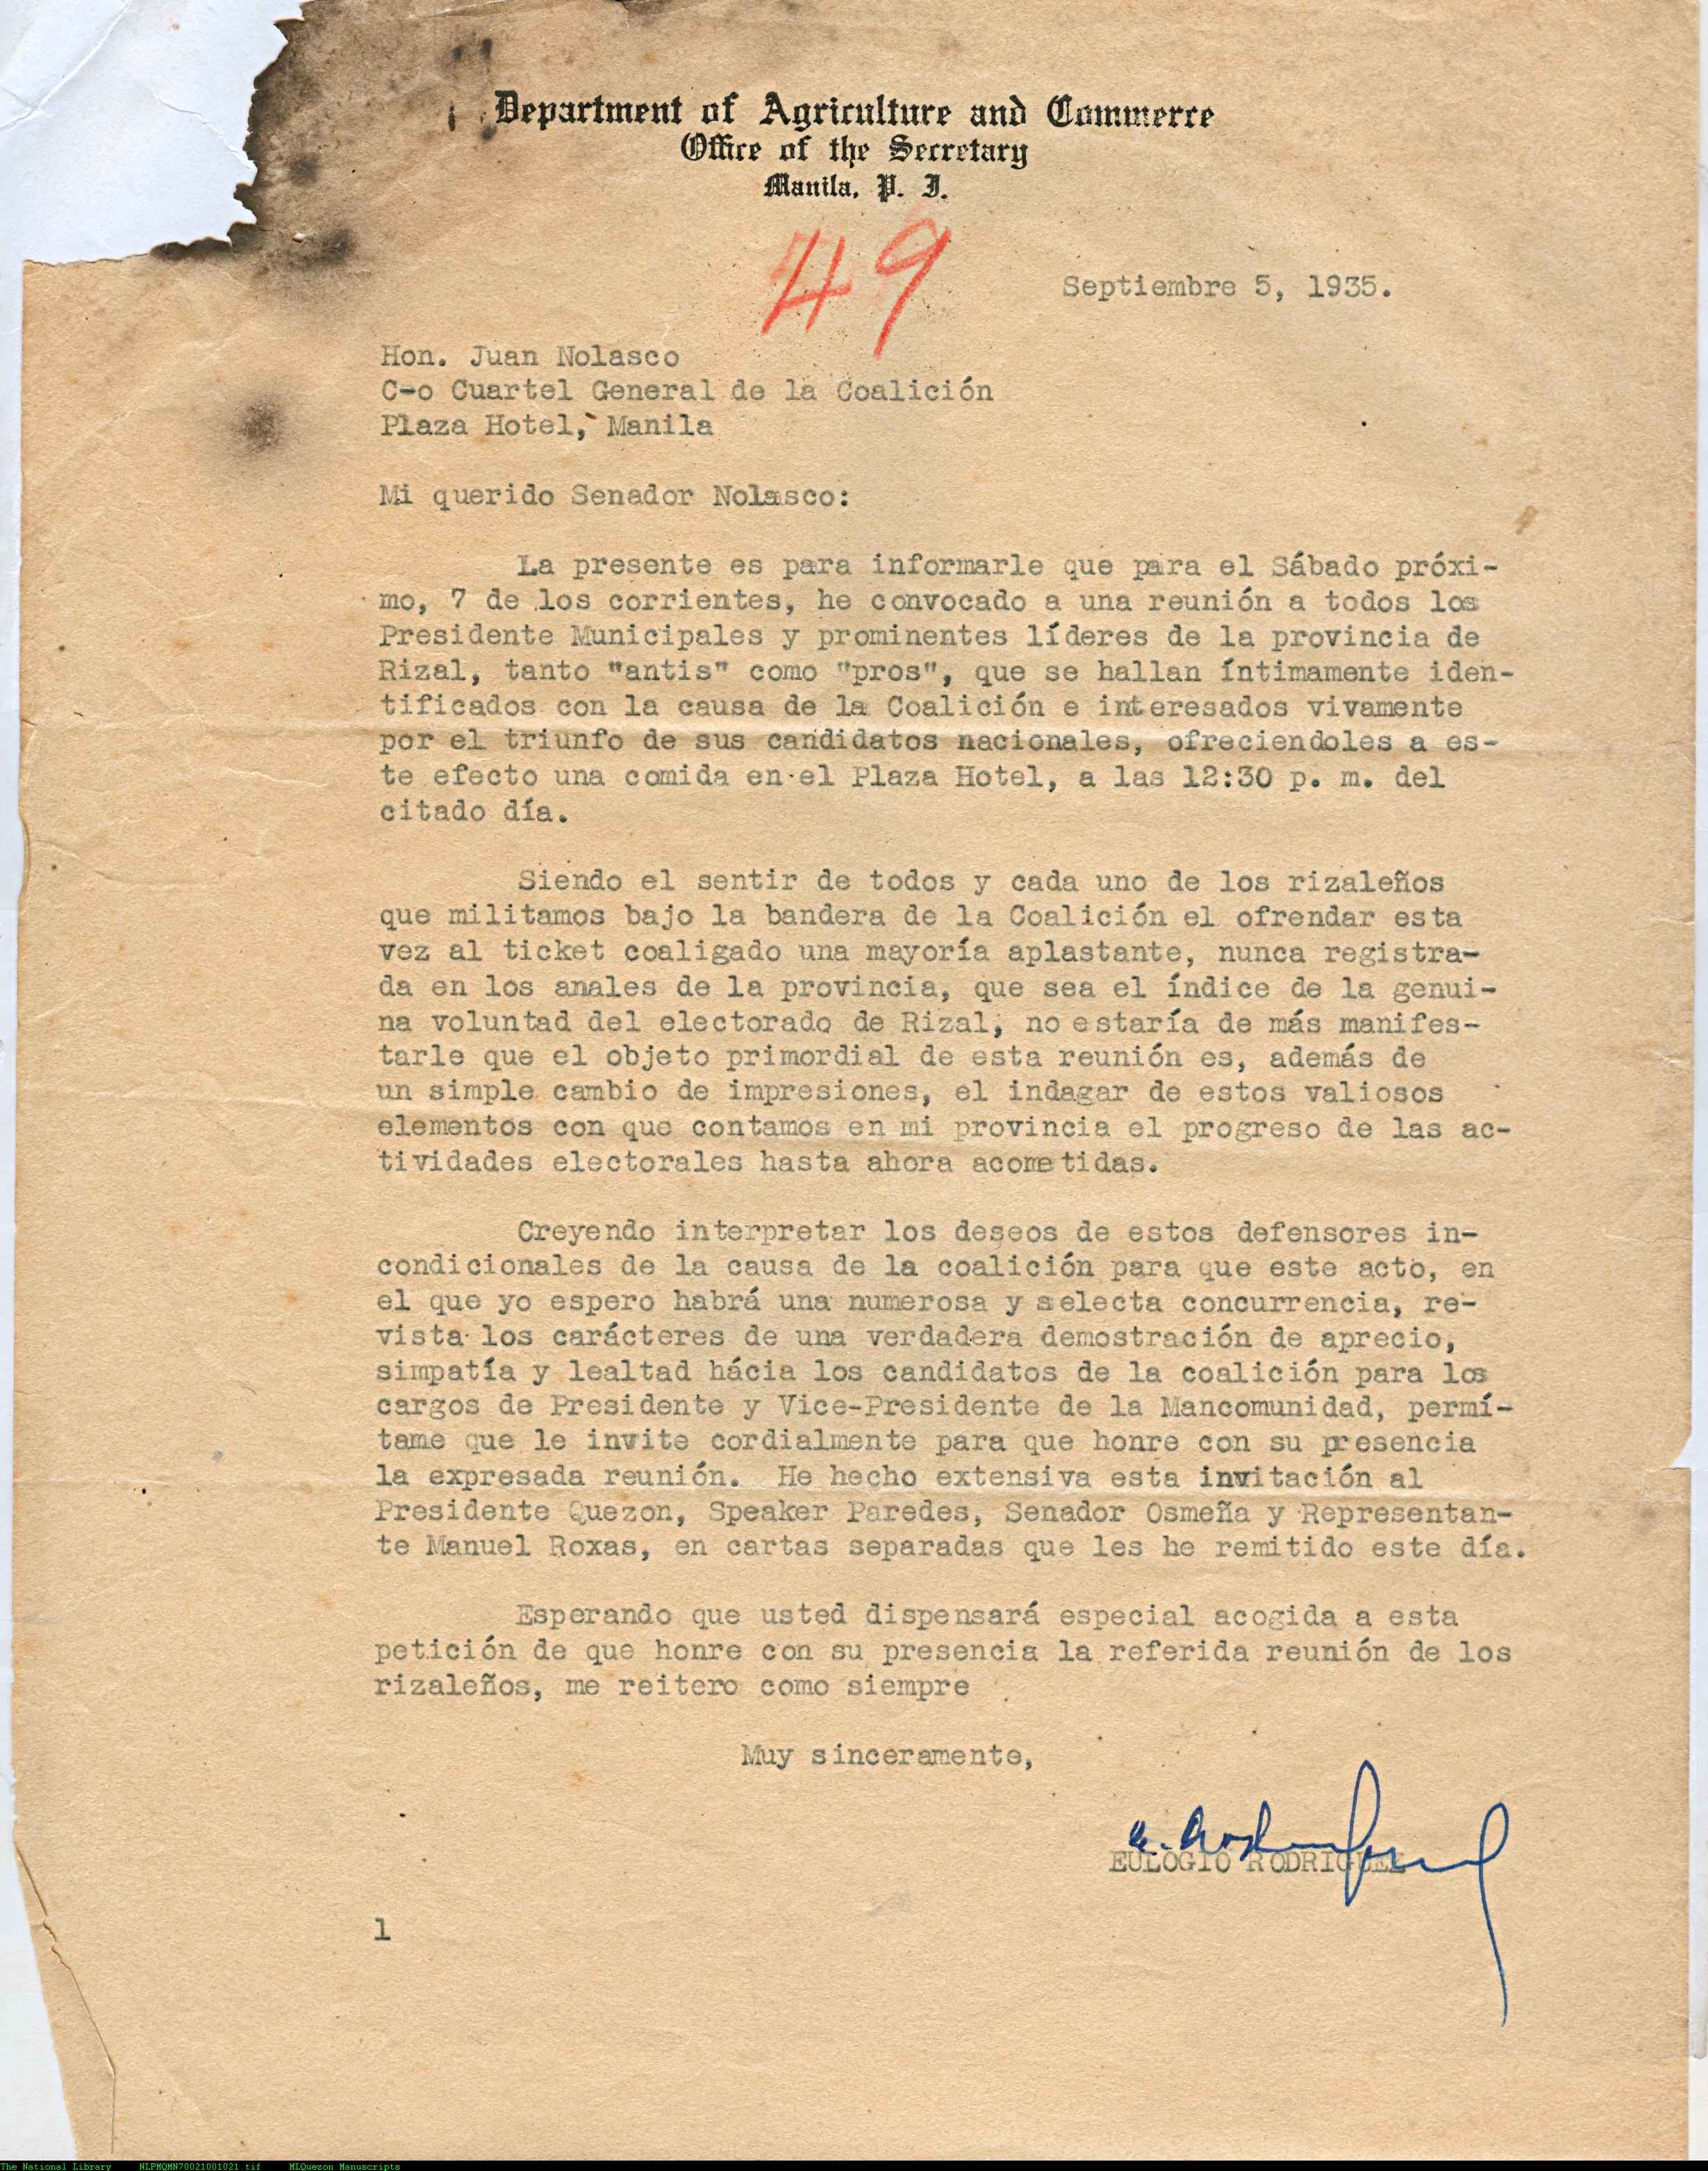 Department of Agriculture and Commerce
Office of the Secretary
Manila, P. I.
49
Septiembre 5, 1935.
Hon. Juan Nolasco
C-o Cuartel General de la Coalición
Plaza Hotel, Manila
Mi querido Senador Nolasco:
La presente es para informarle que para el Sábado próxi-
mo, 7 de los corrientes, he convocado a una reunión a todos los
Presidente Municipales y prominentes líderes de la provincia de
Rizal, tanto "antis" como "pros", que se hallan íntimamente iden-
tificados con la causa de la Coalición e interesados vivamente
por el triunfo de sus candidatos nacionales, ofreciendoles a es-
te efecto una comida en el Plaza Hotel, a las 12:30 p. m. del
citado día.
Siendo el sentir de todos y cada uno de los rizaleños
que militamos bajo la bandera de la Coalición el ofrendar esta
vez al ticket coaligado una mayoría aplastante, nunca registra-
da en los anales de la provincia, que sea el índice de la genui-
na voluntad del electorado de Rizal, no estaría de más manifes-
tarle que el objeto primordial de esta reunión es, además de
un simple cambio de impresiones, el indagar de estos valiosos
elementos con que contamos en mi provincia el progreso de las ac-
tividades electorales hasta ahora acometidas.
Creyendo interpretar los deseos de estos defensores in-
condicionales de la causa de la coalición para que este acto, en
el que yo espero habrá una numerosa y selecta concurrencia, re-
vista los carácteres de una verdadera demostración de aprecio,
simpatía y lealtad hácia los candidatos de la coalición para los
cargos de Presidente y Vice-Presidente de la Mancomunidad, permí-
tame que le invite cordialmente para que honre con su presencia
la expresada reunión. He hecho extensiva esta invitación al
Presidente Quezon, Speaker Paredes, Senador Osmeña y Representan-
te Manuel Roxas, en cartas separadas que les he remitido este día.
Esperando que usted dispensará especial acogida a esta
petición de que honre con su presencia la referida reunión de los
rizaleños, me reitero como siempre
Muy sinceramente,
EULOGIO RODRIGUEZ
1
The National Library NLPMQMN70021001021.tif MLQuezon Manuscripts